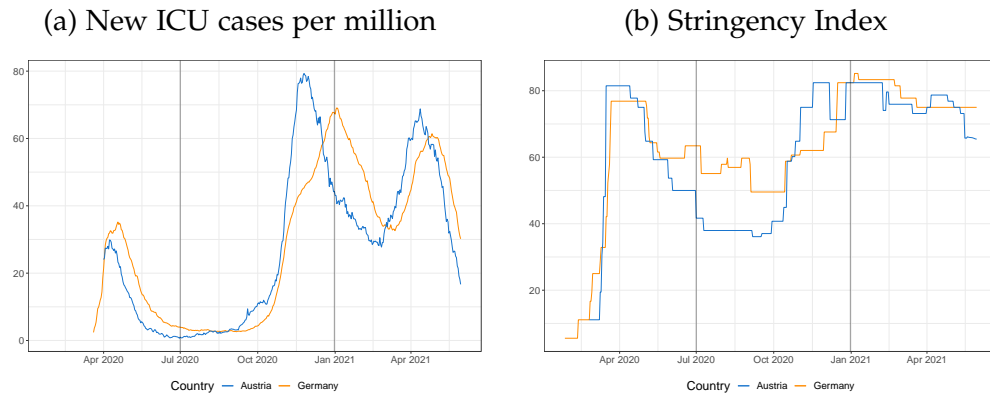 (a) New ICU cases per million
80
60
40
20
0
Apr 2020 Jul 2020 Oct 2020 Jan 2021 Apr 2021
Country Austria Germany
(b) Stringency Index
80
60
40
20
Apr 2020 Jul 2020 Oct 2020 Jan 2021 Apr 2021
Country Austria Germany